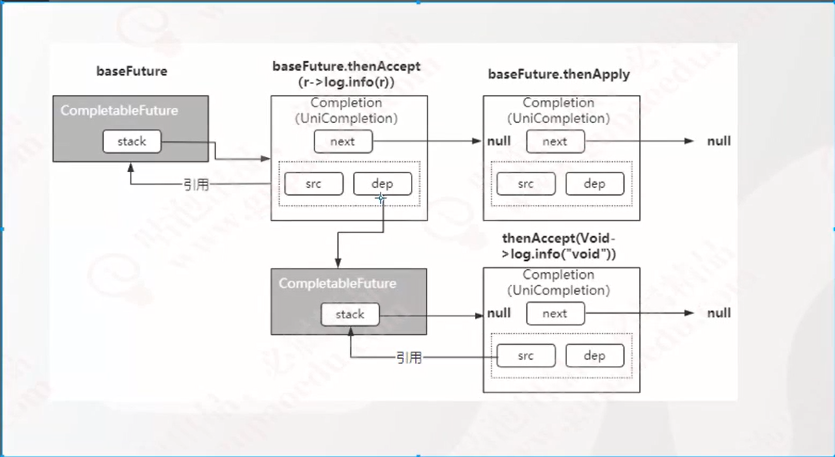 baseFuture
CompletableFuture
stack
引用
baseFuture.thenAccept
(r->log.info(r))
Completion
(UniCompletion)
next
null
src
dep
baseFuture.thenApply
Completion
(UniCompletion)
next
null
src
dep
CompletableFuture
stack
null
引用
thenAccept(Void-
>log.info("void"))
Completion
(UniCompletion)
next
null
src
dep